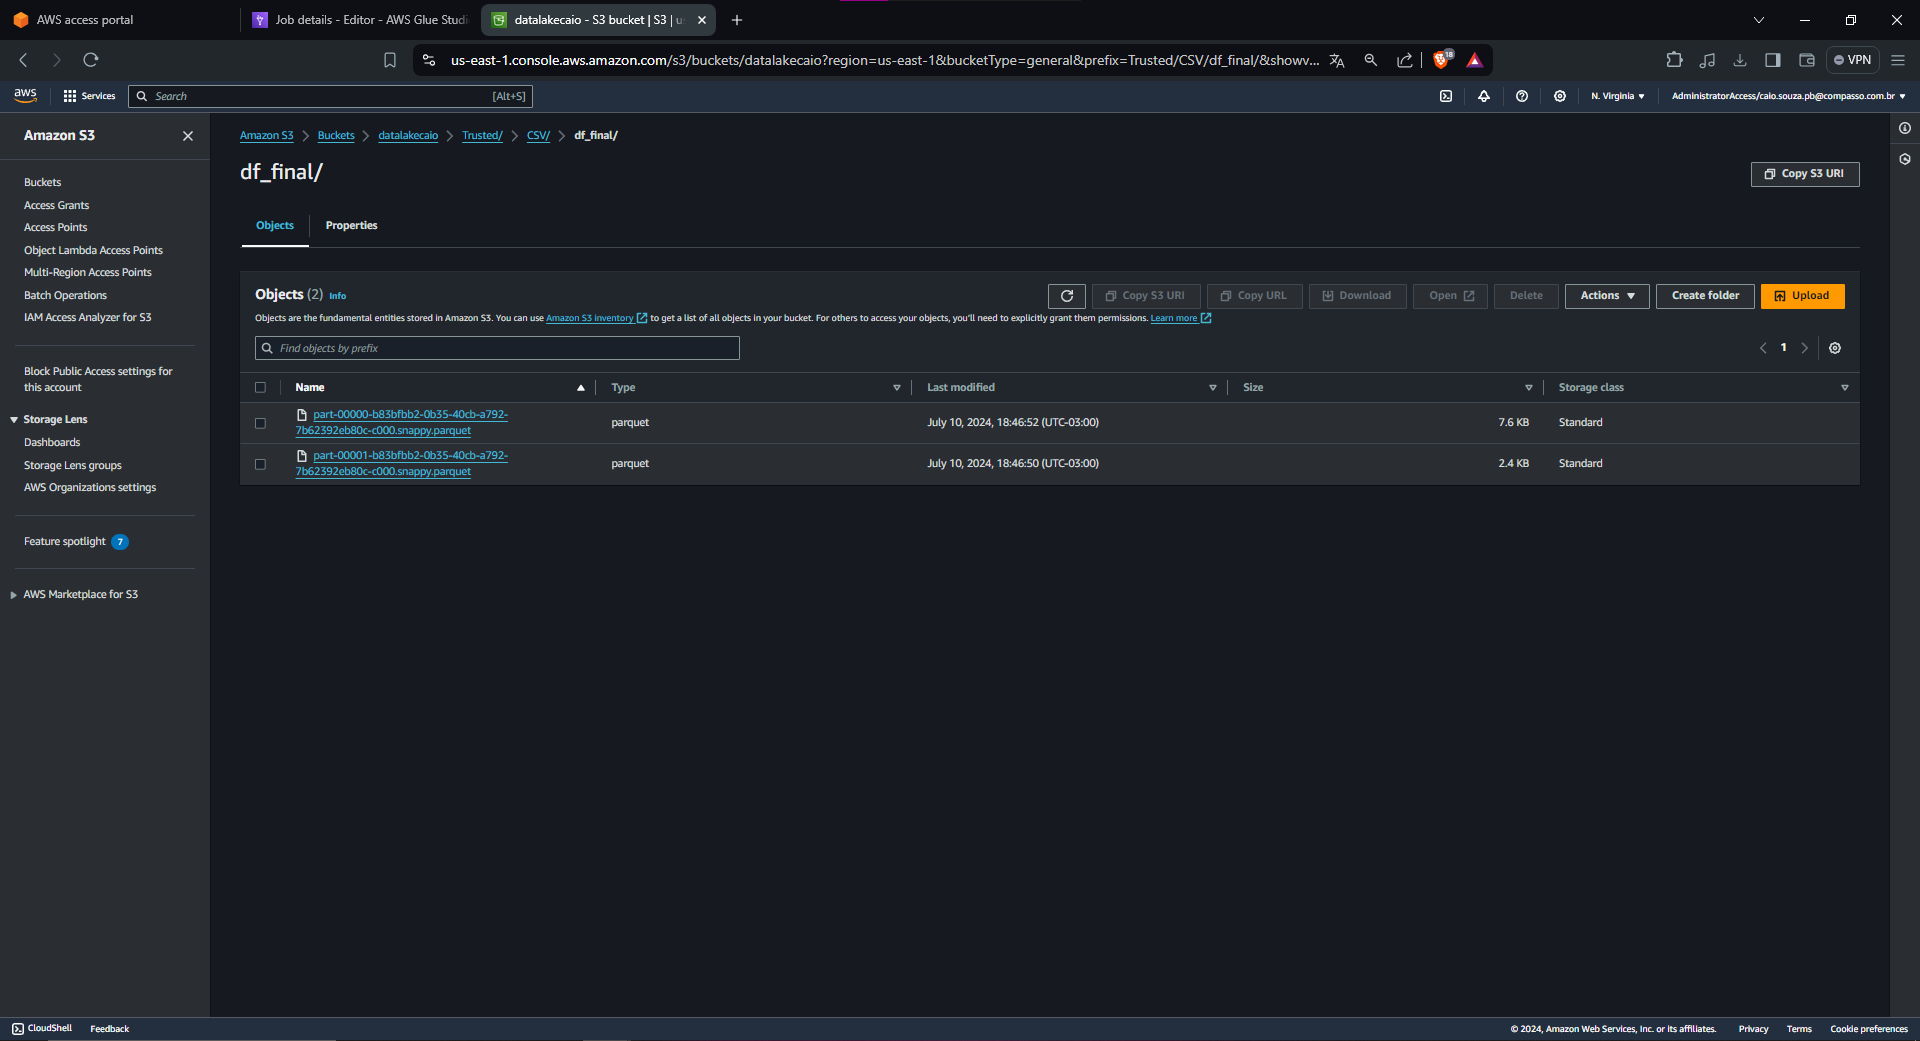 AWS access portal
Job details - Editor - AWS Glue Studi
datalakecaio - S3 bucket | S3 | u
us-east-1.console.aws.amazon.com/s3/buckets/datalakecaio?region=us-east-1&bucketType=general&prefix=Trusted/CSV/df_final/&showv...
18
VPN
aws
Services
Search
[Alt+S]
N. Virginia
AdministratorAccess/caio.souza.pb@compasso.com.br
Amazon S3
Buckets
Access Grants
Access Points
Object Lambda Access Points
Multi-Region Access Points
Batch Operations
IAM Access Analyzer for S3
Block Public Access settings for
this account
Storage Lens
Dashboards
Storage Lens groups
AWS Organizations settings
Feature spotlight 7
AWS Marketplace for S3
Amazon S3 > Buckets > datalakecaio > Trusted/ > CSV/ > df_final/
df_final/
Copy S3 URI
Objects
Properties
Objects (2) Info
Copy S3 URI
Copy URL
Download
Open
Delete
Actions
Create folder
Upload
Objects are the fundamental entities stored in Amazon S3. You can use Amazon S3 inventory to get a list of all objects in your bucket. For others to access your objects, you'll need to explicitly grant them permissions. Learn more
Find objects by prefix
1
Name
Type
Last modified
Size
Storage class
part-00000-b83bfbb2-0b35-40cb-a792-
7b62392eb80c-c000.snappy.parquet
parquet
July 10, 2024, 18:46:52 (UTC-03:00)
7.6 KB
Standard
part-00001-b83bfbb2-0b35-40cb-a792-
7b62392eb80c-c000.snappy.parquet
parquet
July 10, 2024, 18:46:50 (UTC-03:00)
2.4 KB
Standard
CloudShell
Feedback
© 2024, Amazon Web Services, Inc. or its affiliates.
Privacy
Terms
Cookie preferences